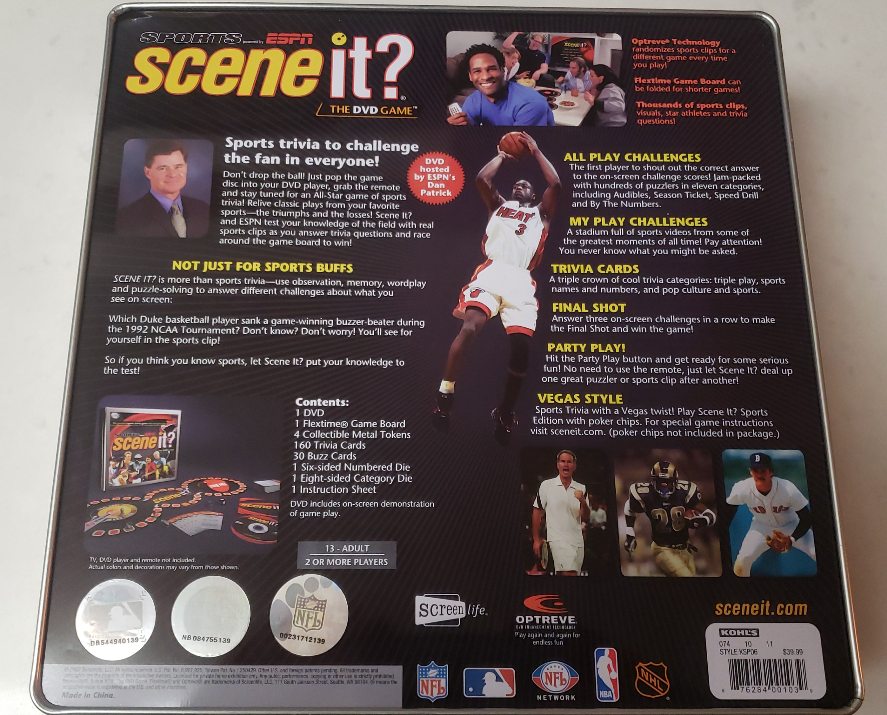 SPORTS powered by ESPN
scene it?
THE DVD GAME™
Optreve® Technology
randomizes sports clips for a
different game every time
you play!
Flextime Game Board can
be folded for shorter games!
Thousands of sports clips,
visuals, star athletes and trivia
questions!
Sports trivia to challenge
the fan in everyone!
Don't drop the ball! Just pop the game
disc into your DVD player, grab the remote
and stay tuned for an All-Star game of sports
trivia! Relive classic plays from your favorite
sports—the triumphs and the losses! Scene It?
and ESPN test your knowledge of the field with real
sports clips as you answer trivia questions and race
around the game board to win!
DVD
hosted
by ESPN's
Dan
Patrick
NOT JUST FOR SPORTS BUFFS
SCENE IT? is more than sports trivia—use observation, memory, wordplay
and puzzle-solving to answer different challenges about what you
see on screen:
Which Duke basketball player sank a game-winning buzzer-beater during
the 1992 NCAA Tournament? Don't know? Don't worry! You'll see for
yourself in the sports clip!
So if you think you know sports, let Scene It? put your knowledge to
the test!
HEAT
3
ALL PLAY CHALLENGES
The first player to shout out the correct answer
to the on-screen challenge scores! Jam-packed
with hundreds of puzzlers in eleven categories,
including Audibles, Season Ticket, Speed Drill
and By The Numbers.
MY PLAY CHALLENGES
A stadium full of sports videos from some of
the greatest moments of all time! Pay attention!
You never know what you might be asked.
TRIVIA CARDS
A triple crown of cool trivia categories: triple play, sports
names and numbers, and pop culture and sports.
FINAL SHOT
Answer three on-screen challenges in a row to make
the Final Shot and win the game!
PARTY PLAY!
Hit the Party Play button and get ready for some serious
fun! No need to use the remote, just let Scene It? deal up
one great puzzler or sports clip after another!
VEGAS STYLE
Sports Trivia with a Vegas twist! Play Scene It? Sports
Edition with poker chips. For special game instructions
visit sceneit.com. (poker chips not included in package.)
scene it?
Contents:
1 DVD
1 Flextime® Game Board
4 Collectible Metal Tokens
160 Trivia Cards
30 Buzz Cards
1 Six-sided Numbered Die
1 Eight-sided Category Die
1 Instruction Sheet
DVD includes on-screen demonstration
of game play.
TV, DVD player and remote not included.
Actual colors and decorations may vary from those shown.
13 - ADULT
2 OR MORE PLAYERS
28
B
DB544940139
NB 084755139
NFL
D0231712139
screenlife
OPTREVE
DVD ENHANCEMENT TECHNOLOGY
Play again and again for
endless fun
sceneit.com
KOHL'S
074 10 11
STYLE XSP06 $39.99
76284 00103
Made in China.
NFL
NFL
NETWORK
NBA
NHL